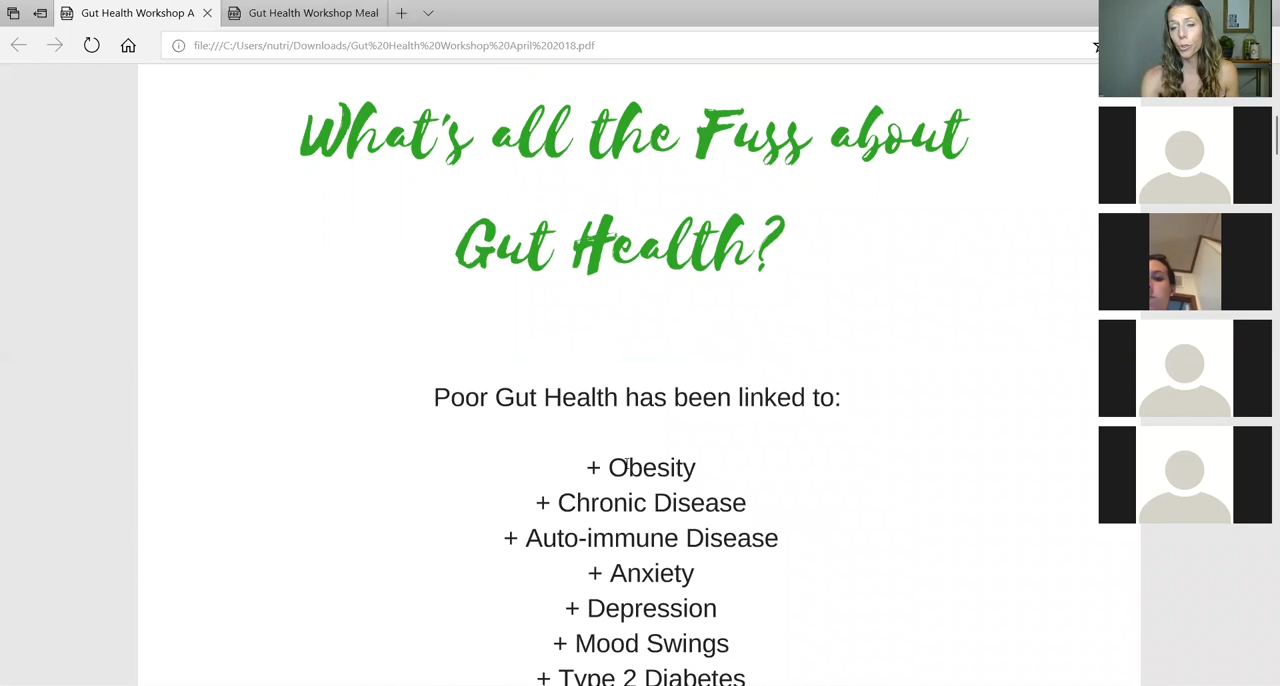 Gut Health Workshop A
Gut Health Workshop Meal
file:///C:/Users/nutri/Downloads/Gut%20Health%20Workshop%20April%202018.pdf
What's all the Fuss about
Gut Health?
Poor Gut Health has been linked to:
+ Obesity
+ Chronic Disease
+ Auto-immune Disease
+ Anxiety
+ Depression
+ Mood Swings
+ Type 2 Diabetes